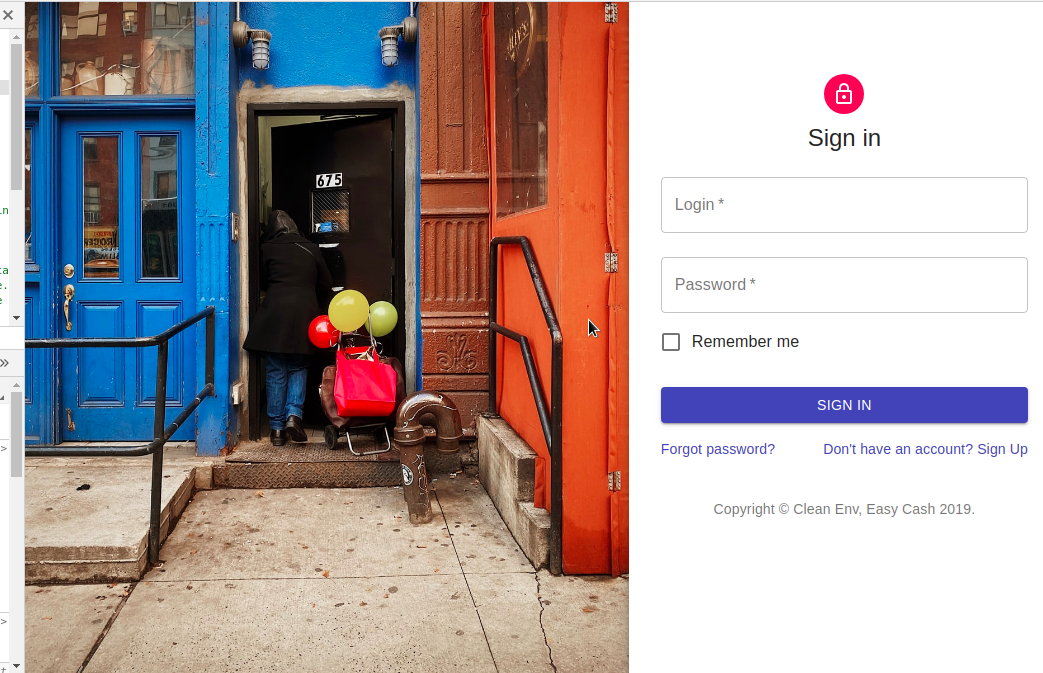 675
Sign in
Login *
Password *
Remember me
SIGN IN
Forgot password?
Don't have an account? Sign Up
Copyright © Clean Env, Easy Cash 2019.